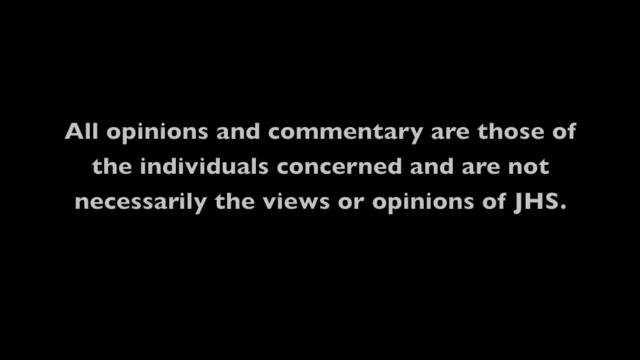 All opinions and commentary are those of
the individuals concerned and are not
necessarily the views or opinions of JHS.